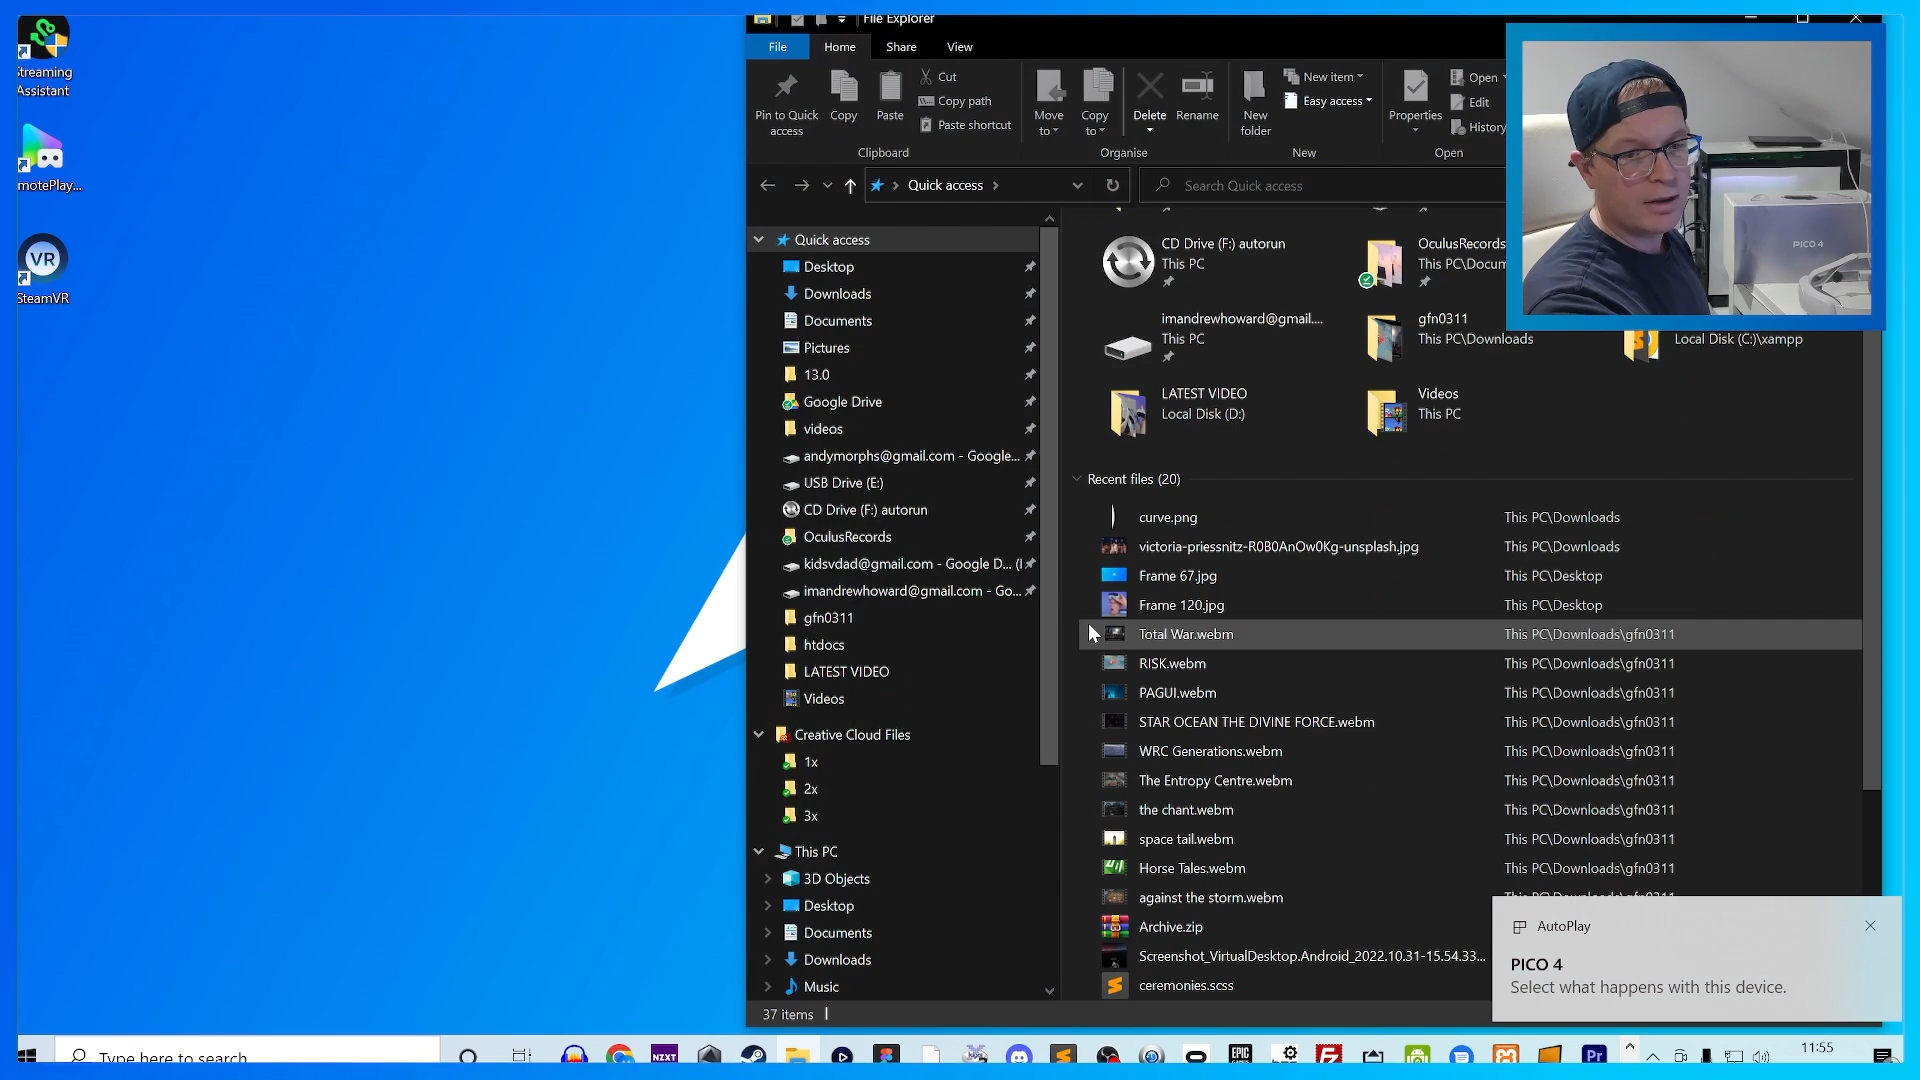 File Explorer
File Home Share View
Streaming
Assistant
SteamVR
VR
Pin to Quick
access
Copy
Paste
Cut
Copy path
Paste shortcut
Clipboard
Move
to
Copy
to
Delete
Rename
Organise
New
folder
New item
Easy access
New
Properties
Open
Edit
History
Open
Quick access
Search Quick access
PICO 4
Quick access
Desktop
Downloads
Documents
Pictures
13.0
Google Drive
videos
andymorphs@gmail.com - Google...
USB Drive (E:)
CD Drive (F:) autorun
OculusRecords
kidsvdad@gmail.com - Google D... (
imandrewhoward@gmail.com - Go...
gfn0311
htdocs
LATEST VIDEO
Videos
Creative Cloud Files
1x
2x
3x
This PC
3D Objects
Desktop
Documents
Downloads
Music
CD Drive (F:) autorun
This PC
OculusRecords
This PC\Docum
imandrewhoward@gmail....
This PC
gfn0311
This PC\Downloads
Local Disk (C:)\xampp
LATEST VIDEO
Local Disk (D:)
Videos
This PC
Recent files (20)
curve.png This PC\Downloads
victoria-priessnitz-R0B0AnOw0Kg-unsplash.jpg This PC\Downloads
Frame 67.jpg This PC\Desktop
Frame 120.jpg This PC\Desktop
Total War.webm This PC\Downloads\gfn0311
RISK.webm This PC\Downloads\gfn0311
PAGUI.webm This PC\Downloads\gfn0311
STAR OCEAN THE DIVINE FORCE.webm This PC\Downloads\gfn0311
WRC Generations.webm This PC\Downloads\gfn0311
The Entropy Centre.webm This PC\Downloads\gfn0311
the chant.webm This PC\Downloads\gfn0311
space tail.webm This PC\Downloads\gfn0311
Horse Tales.webm This PC\Downloads\gfn0311
against the storm.webm
Archive.zip
Screenshot_VirtualDesktop.Android_2022.10.31-15.54.33...
ceremonies.scss
AutoPlay
PICO 4
Select what happens with this device.
37 items
Type here to search
NZXT
EPIC
Pr
11:55